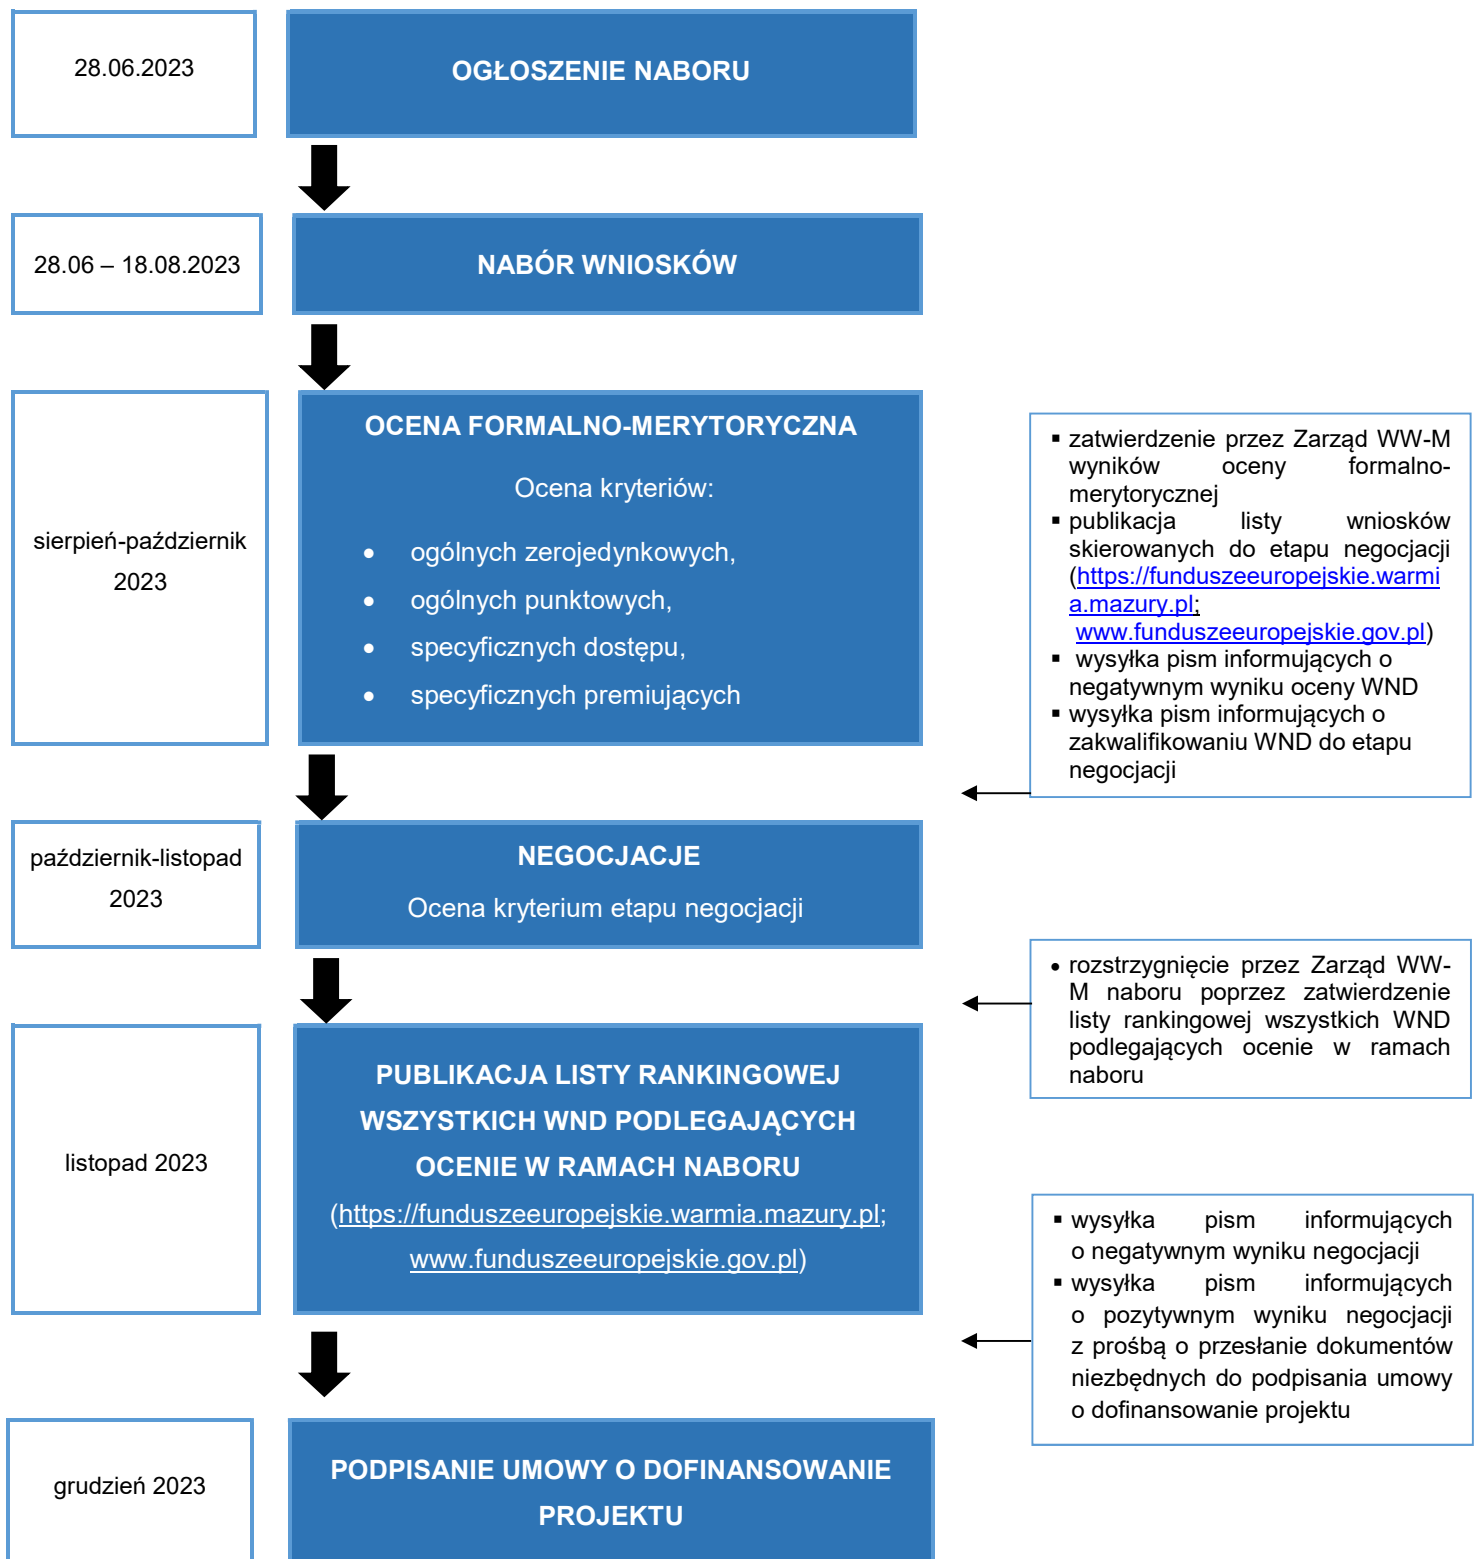 28.06.2023
OGŁOSZENIE NABORU
28.06 – 18.08.2023
NABÓR WNIOSKÓW
sierpień-październik
2023
OCENA FORMALNO-MERYTORYCZNA
Ocena kryteriów:
• ogólnych zerojedynkowych,
• ogólnych punktowych,
• specyficznych dostępu,
• specyficznych premiujących
▪ zatwierdzenie przez Zarząd WW-M
wyników oceny formalno-
merytorycznej
▪ publikacja listy wniosków
skierowanych do etapu negocjacji
(https://funduszeeuropejskie.warmi
a.mazury.pl;
www.funduszeeuropejskie.gov.pl)
▪ wysyłka pism informujących o
negatywnym wyniku oceny WND
▪ wysyłka pism informujących o
zakwalifikowaniu WND do etapu
negocjacji
październik-listopad
2023
NEGOCJACJE
Ocena kryterium etapu negocjacji
• rozstrzygnięcie przez Zarząd WW-
M naboru poprzez zatwierdzenie
listy rankingowej wszystkich WND
podlegających ocenie w ramach
naboru
listopad 2023
PUBLIKACJA LISTY RANKINGOWEJ
WSZYSTKICH WND PODLEGAJĄCYCH
OCENIE W RAMACH NABORU
(https://funduszeeuropejskie.warmia.mazury.pl;
www.funduszeeuropejskie.gov.pl)
▪ wysyłka pism informujących
o negatywnym wyniku negocjacji
▪ wysyłka pism informujących
o pozytywnym wyniku negocjacji
z prośbą o przesłanie dokumentów
niezbędnych do podpisania umowy
o dofinansowanie projektu
grudzień 2023
PODPISANIE UMOWY O DOFINANSOWANIE
PROJEKTU